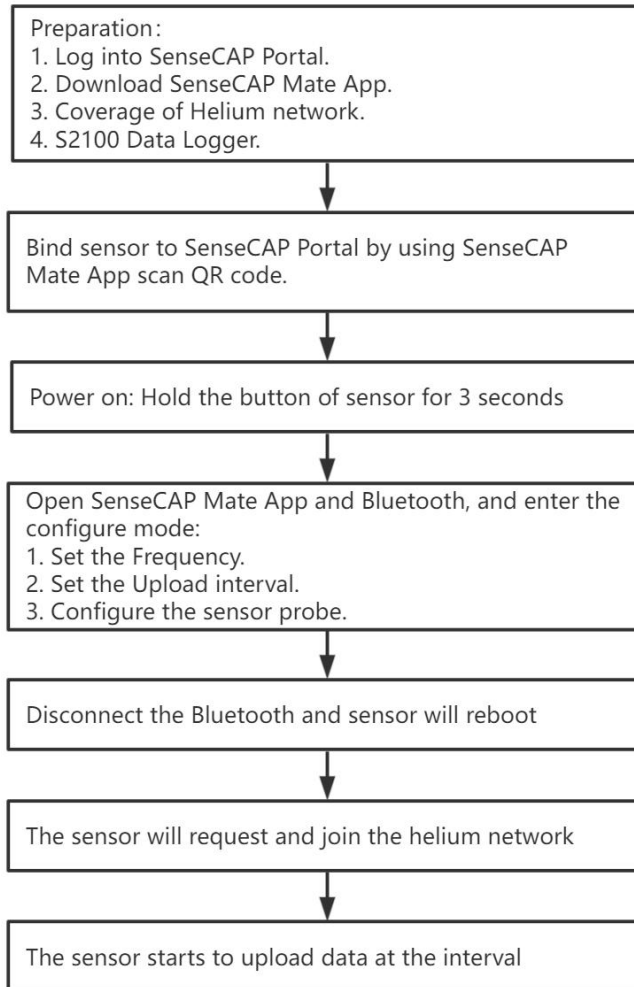 Preparation：
1. Log into SenseCAP Portal.
2. Download SenseCAP Mate App.
3. Coverage of Helium network.
4. S2100 Data Logger.
Bind sensor to SenseCAP Portal by using SenseCAP
Mate App scan QR code.
Power on: Hold the button of sensor for 3 seconds
Open SenseCAP Mate App and Bluetooth, and enter the
configure mode:
1. Set the Frequency.
2. Set the Upload interval.
3. Configure the sensor probe.
Disconnect the Bluetooth and sensor will reboot
The sensor will request and join the helium network
The sensor starts to upload data at the interval